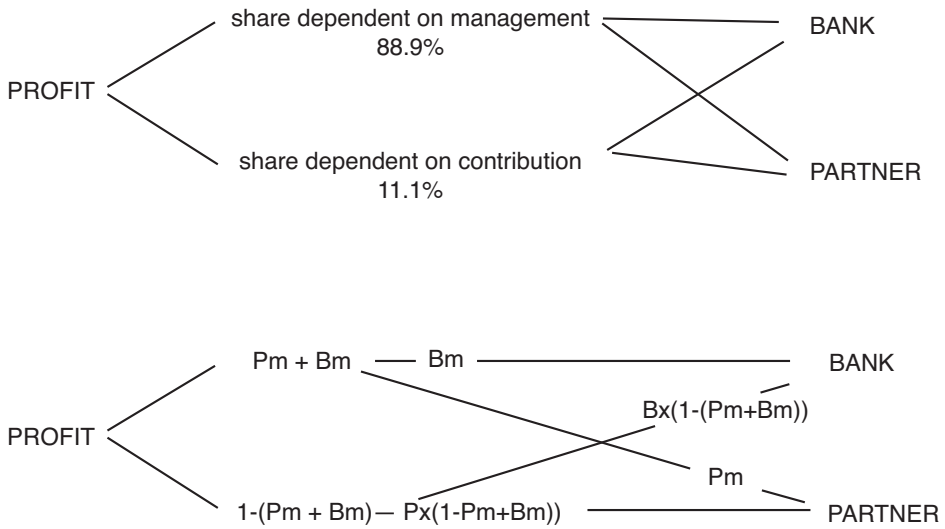 share dependent on management
88.9%
BANK
PROFIT
share dependent on contribution
11.1%
PARTNER
Pm + Bm — Bm
BANK
Bx(1-(Pm+Bm))
PROFIT
Pm
1-(Pm + Bm)— Px(1-Pm+Bm))
PARTNER